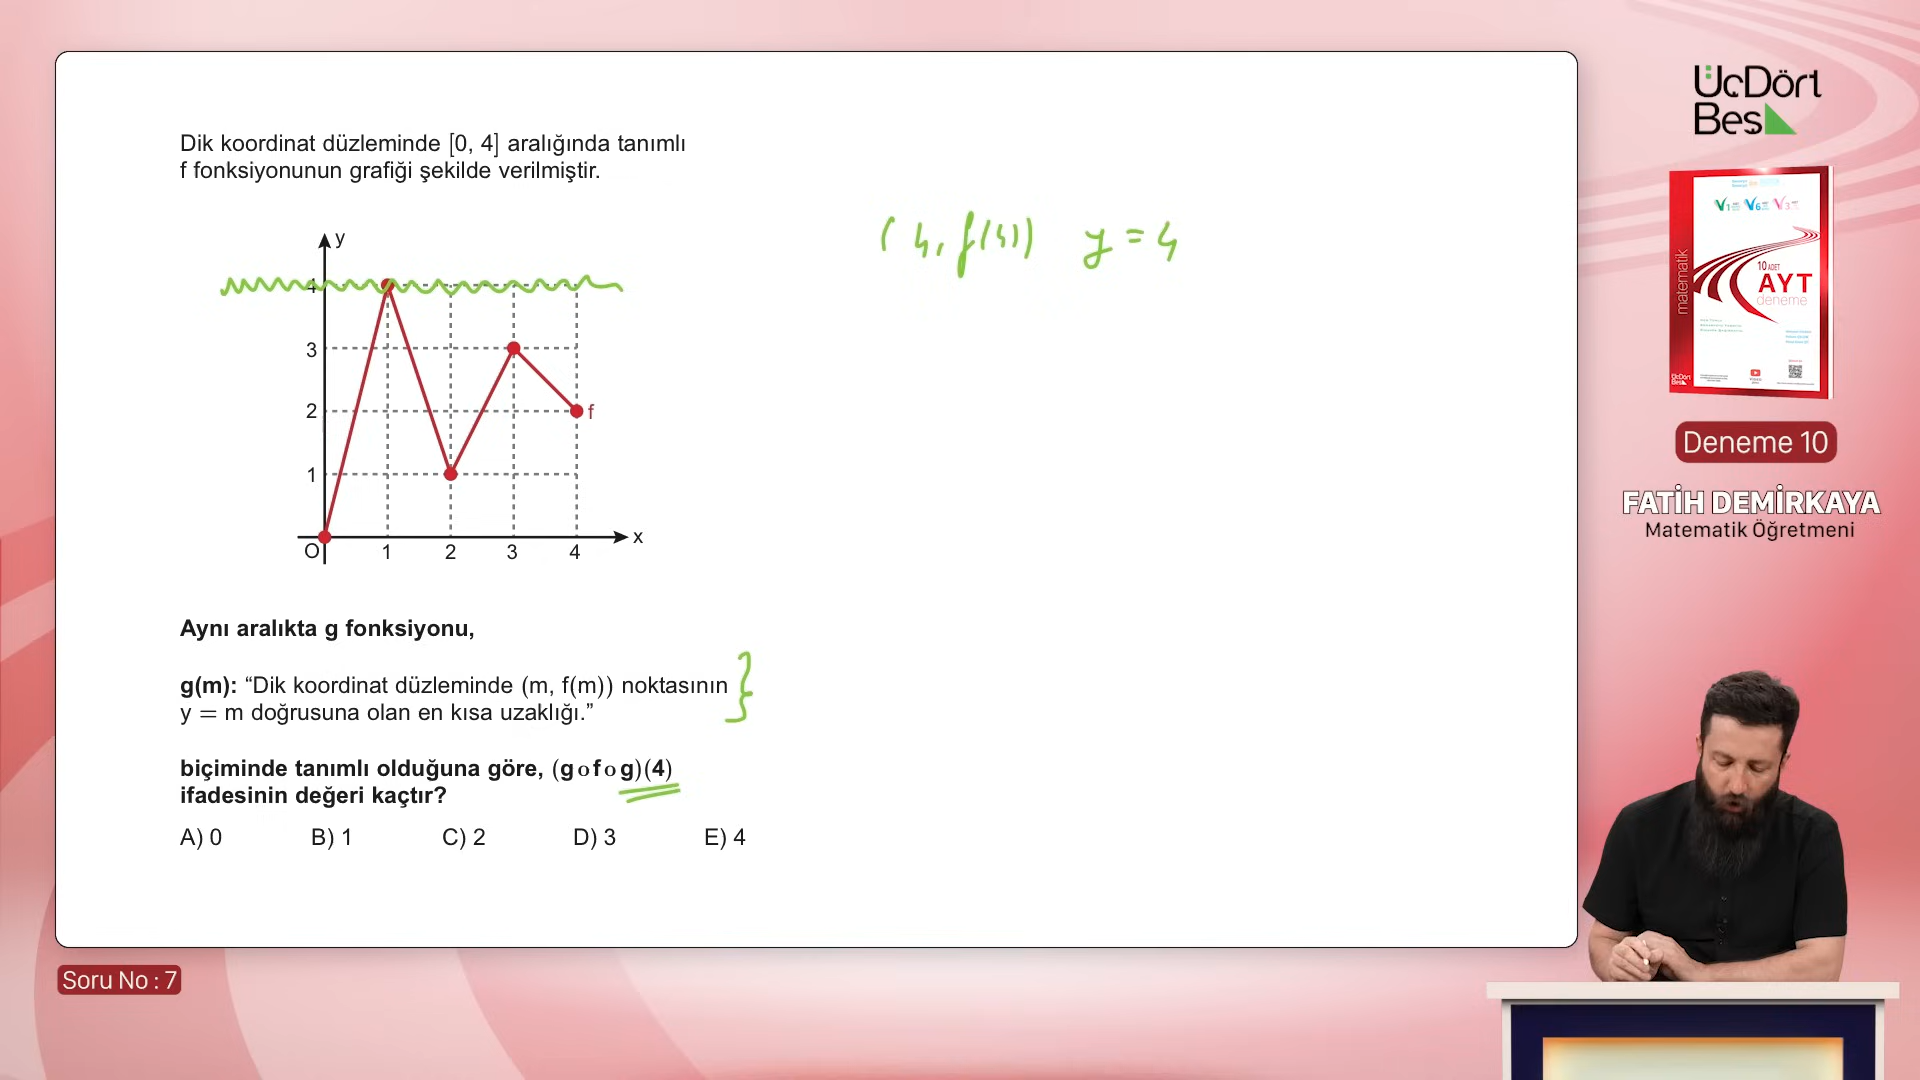 Dik koordinat düzleminde [0, 4] aralığında tanımlı
f fonksiyonunun grafiği şekilde verilmiştir.
y
4
3
2
1
O
1
2
3
4
x
f
(4, f(4)) y = 4
Aynı aralıkta g fonksiyonu,
g(m): “Dik koordinat düzleminde (m, f(m)) noktasının
y = m doğrusuna olan en kısa uzaklığı.”
biçiminde tanımlı olduğuna göre, (g o f o g)(4)
ifadesinin değeri kaçtır?
A) 0 B) 1 C) 2 D) 3 E) 4
Soru No : 7
ÜçDört
Beş
matematik
10 ADET
AYT
deneme
Deneme 10
FATİH DEMİRKAYA
Matematik Öğretmeni